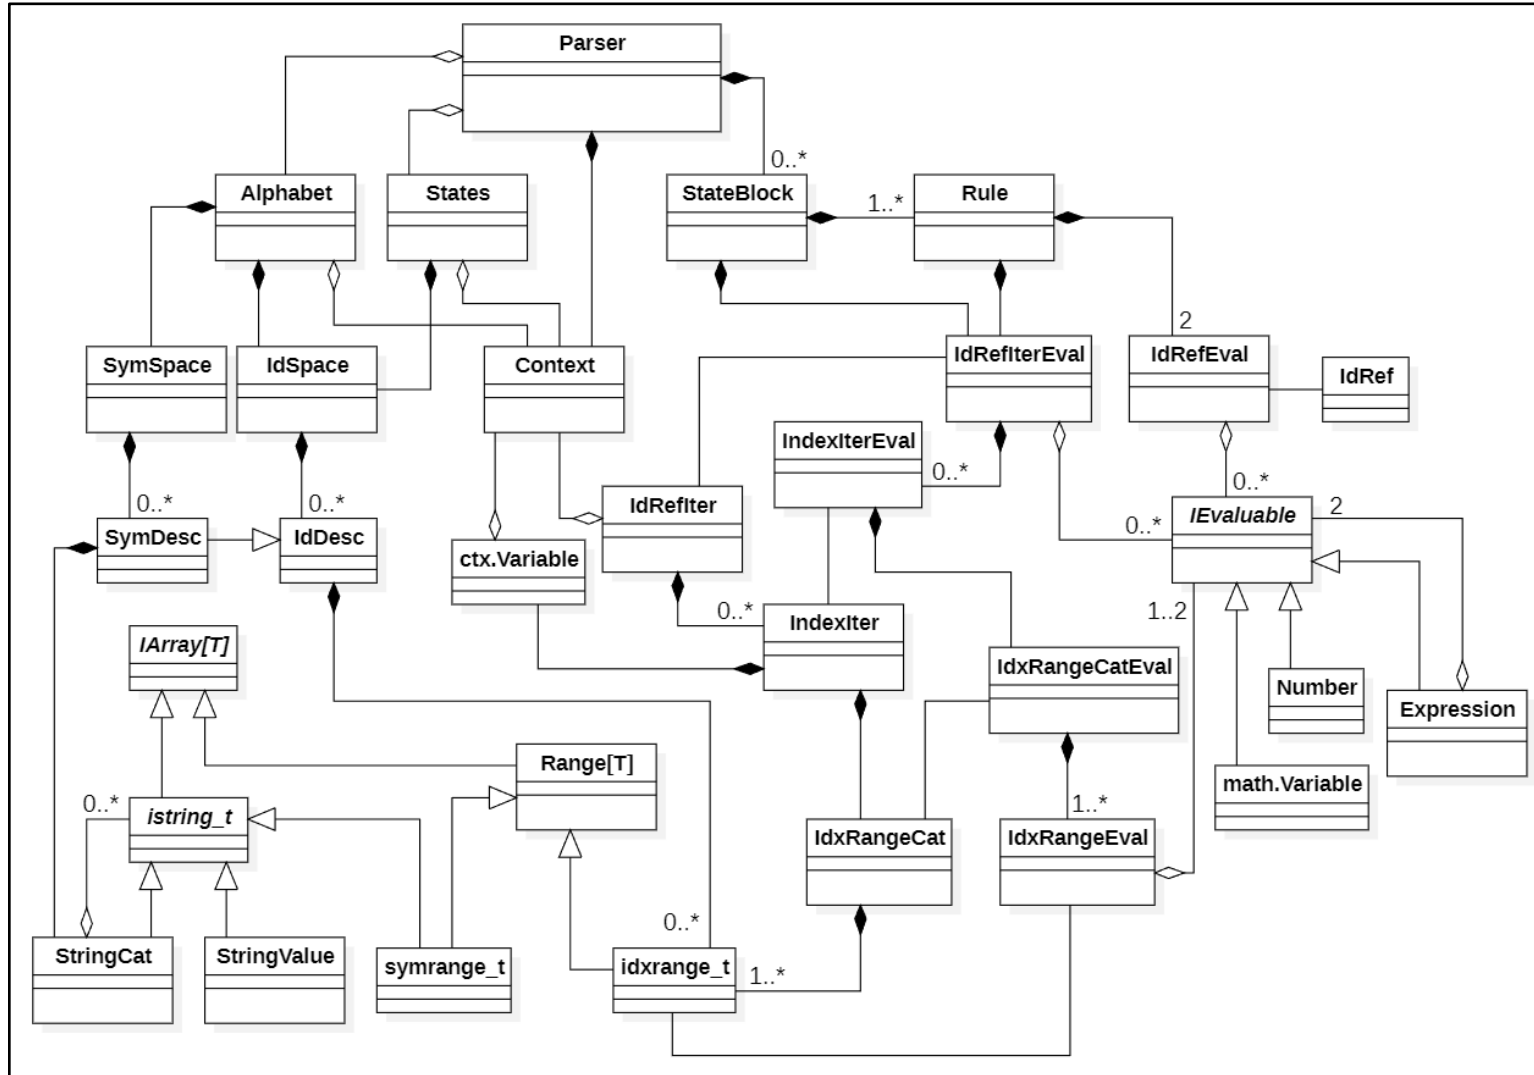 Parser
0..*
Alphabet
States
StateBlock
1..*
Rule
2
SymSpace
IdSpace
Context
IdRefIterEval
IdRefEval
IdRef
IndexIterEval
0..*
0..*
0..*
0..*
IdRefIter
2
IEvaluable
0..*
SymDesc
IdDesc
ctx.Variable
0..*
IndexIter
1..2
IArray[T]
IdxRangeCatEval
Number
Expression
Range[T]
math.Variable
0..*
istring_t
1..*
IdxRangeCat
IdxRangeEval
0..*
StringCat
StringValue
symrange_t
idxrange_t
1..*